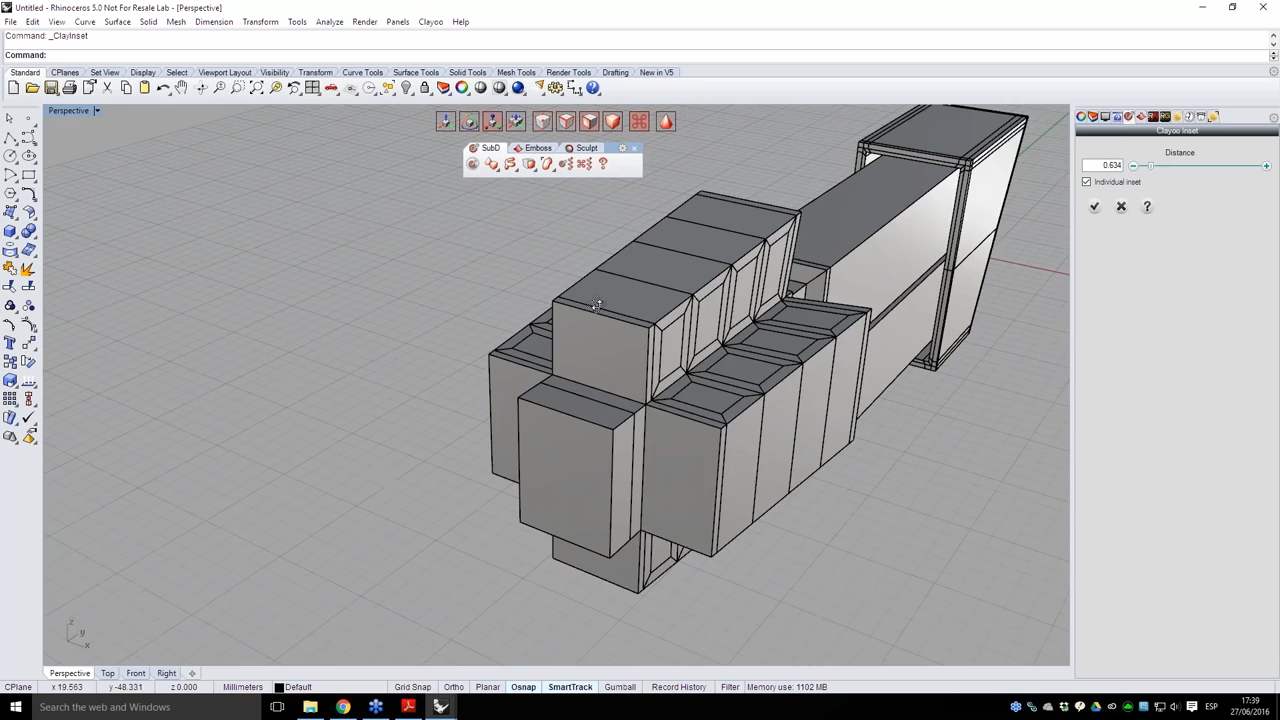 Untitled - Rhinoceros 5.0 Not For Resale Lab - [Perspective]
File Edit View Curve Surface Solid Mesh Dimension Transform Tools Analyze Render Panels Clayoo Help
Command: _ClayInset
Command:
Standard CPlanes Set View Display Select Viewport Layout Visibility Transform Curve Tools Surface Tools Solid Tools Mesh Tools Render Tools Drafting New in V5
Perspective
SubD Emboss Sculpt
Clayoo Inset
Distance
0.634
Individual inset
z
y
x
Perspective Top Front Right
CPlane x 19.563 y -48.331 z 0.000 Millimeters Default Grid Snap Ortho Planar Osnap SmartTrack Gumball Record History Filter Memory use: 1102 MB
Search the web and Windows
ESP
17:39
27/06/2016